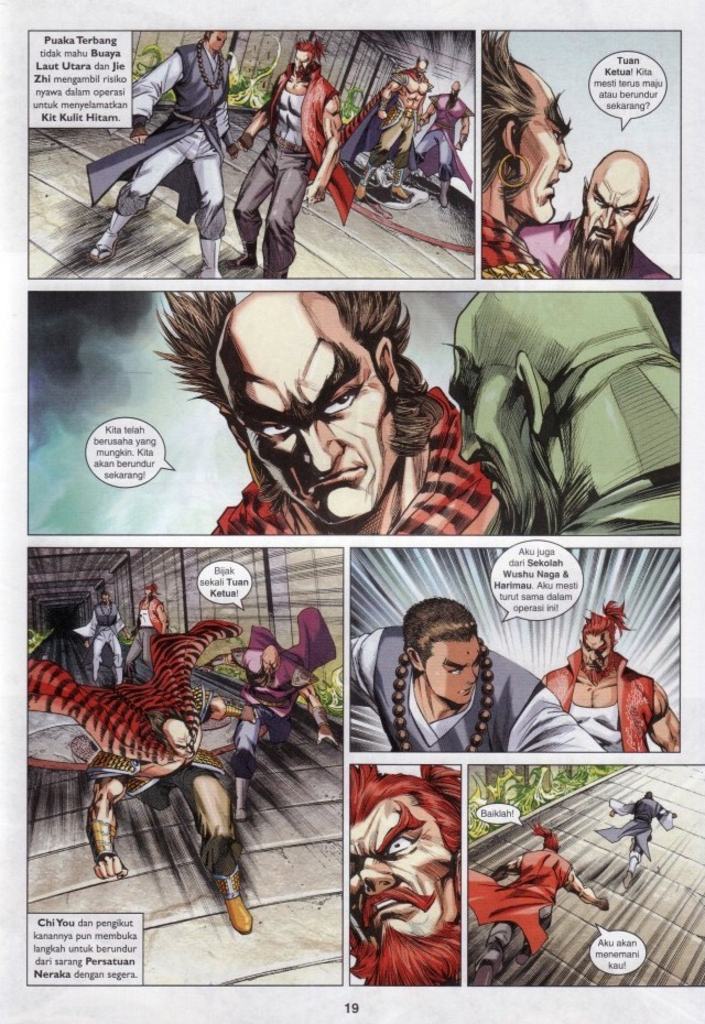 Puaka Terbang
tidak mahu Buaya
Laut Utara dan Jie
Zhi mengambil risiko
nyawa dalam operasi
untuk menyelamatkan
Kit Kulit Hitam.
Tuan
Ketua! Kita
mesti terus maju
atau berundur
sekarang?
Kita telah
berusaha yang
mungkin. Kita
akan berundur
sekarang!
Bijak
sekali Tuan
Ketua!
Chi You dan pengikut
kanannya pun membuka
langkah untuk berundur
dari sarang Persatuan
Neraka dengan segera.
Aku juga
dari Sekolah
Wushu Naga &
Harimau. Aku mesti
turut sama dalam
operasi ini!
Baiklah!
Aku akan
menemani
kau!
19